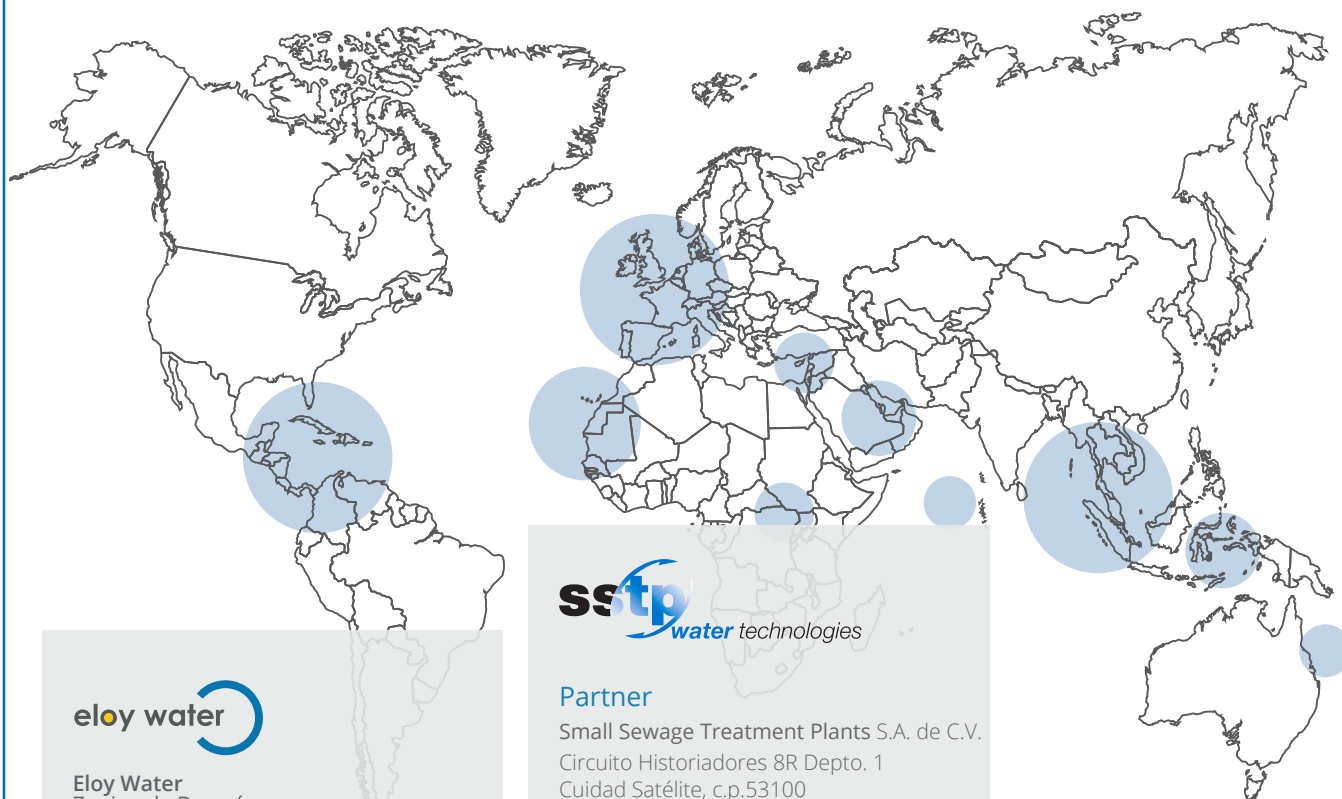 eloy water
Eloy Water
sstp
water technologies
Partner
Small Sewage Treatment Plants S.A. de C.V.
Circuito Historiadores 8R Depto. 1
Cuidad Satélite, c.p.53100